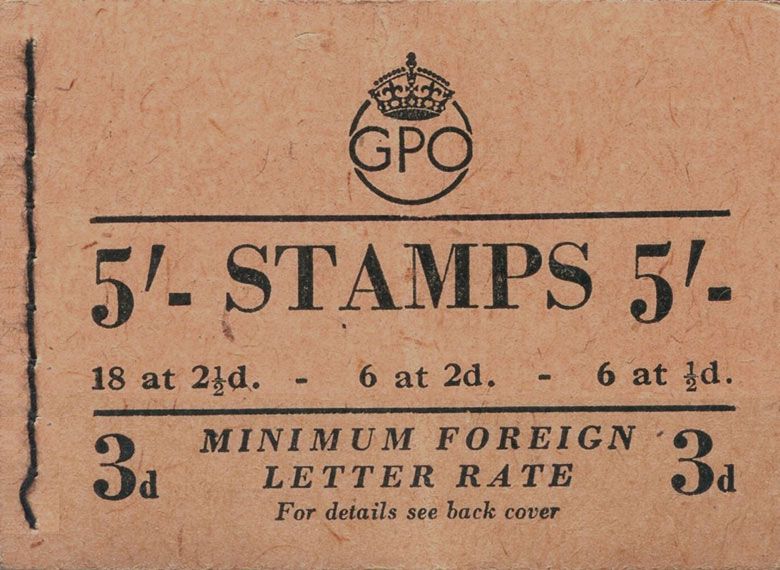 GPO
5/- STAMPS 5/-
18 at 2½d. - 6 at 2d. - 6 at ½d.
3d MINIMUM FOREIGN 3d
LETTER RATE
For details see back cover